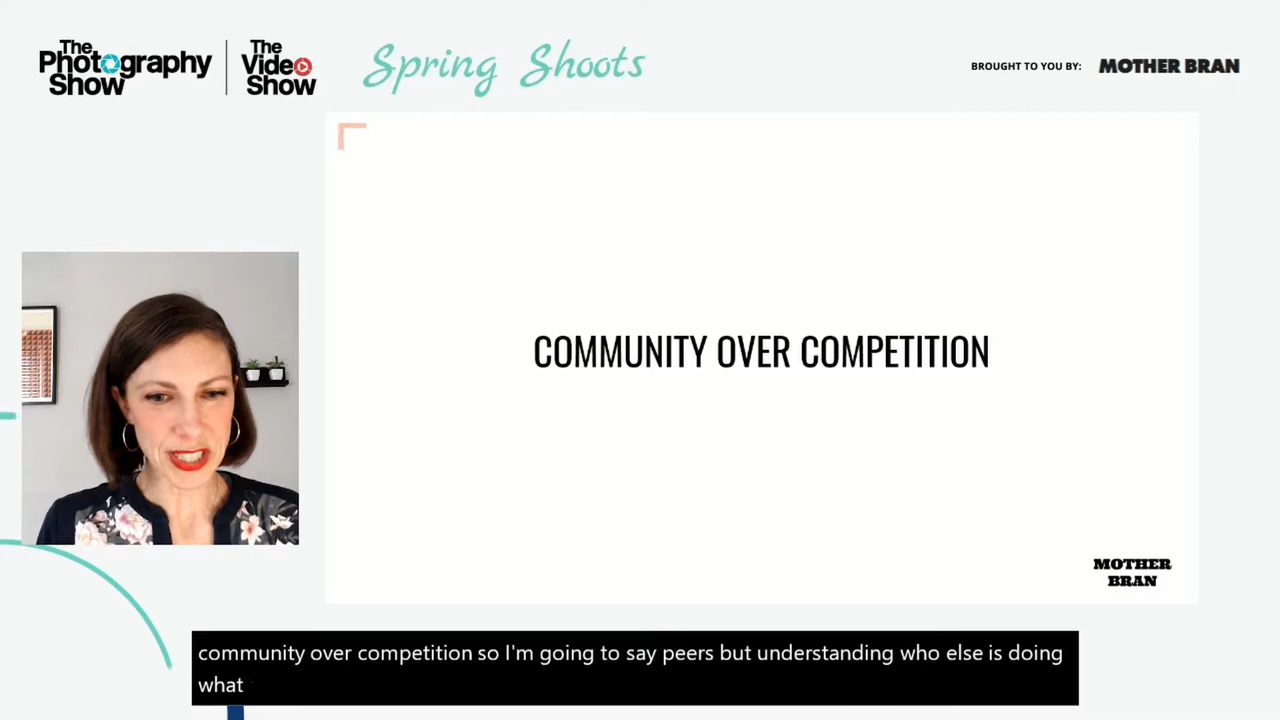 The
Photography
Show
The
Video
Show
Spring Shoots
BROUGHT TO YOU BY:
MOTHER BRAN
COMMUNITY OVER COMPETITION
MOTHER
BRAN
community over competition so I'm going to say peers but understanding who else is doing
what